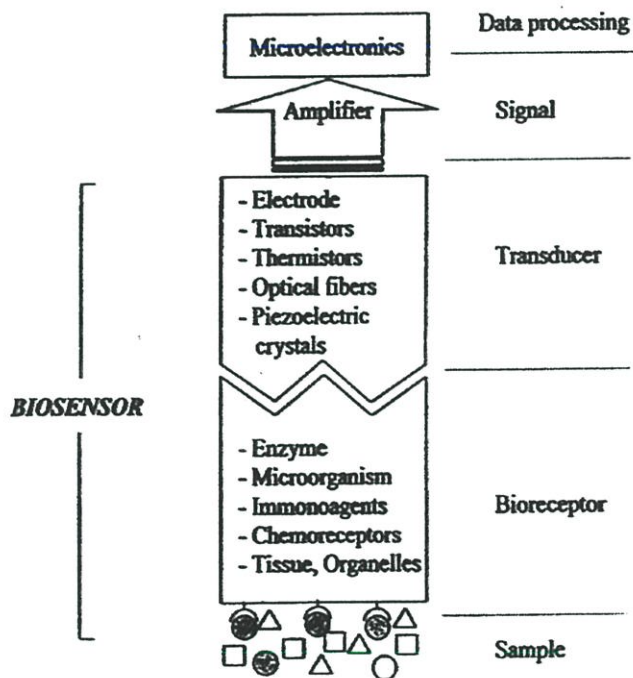 Microelectronics
Data processing
Amplifier
Signal
- Electrode
- Transistors
- Thermistors
- Optical fibers
- Piezoelectric
crystals
Transducer
BIOSENSOR
- Enzyme
- Microorganism
- Immonoagents
- Chemoreceptors
- Tissue, Organelles
Bioreceptor
Sample